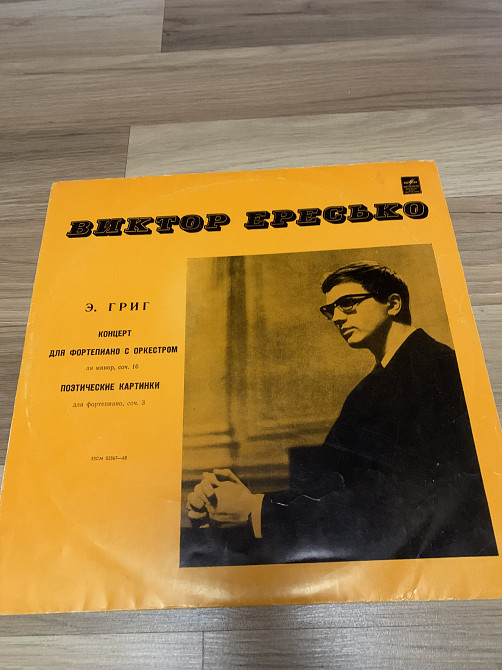 ВИКТОР ЕРЕСЬКО
Э. ГРИГ
КОНЦЕРТ
ДЛЯ ФОРТЕПИАНО С ОРКЕСТРОМ
ля минор, соч. 16
ПОЭТИЧЕСКИЕ КАРТИНКИ
для фортепиано, соч. 3